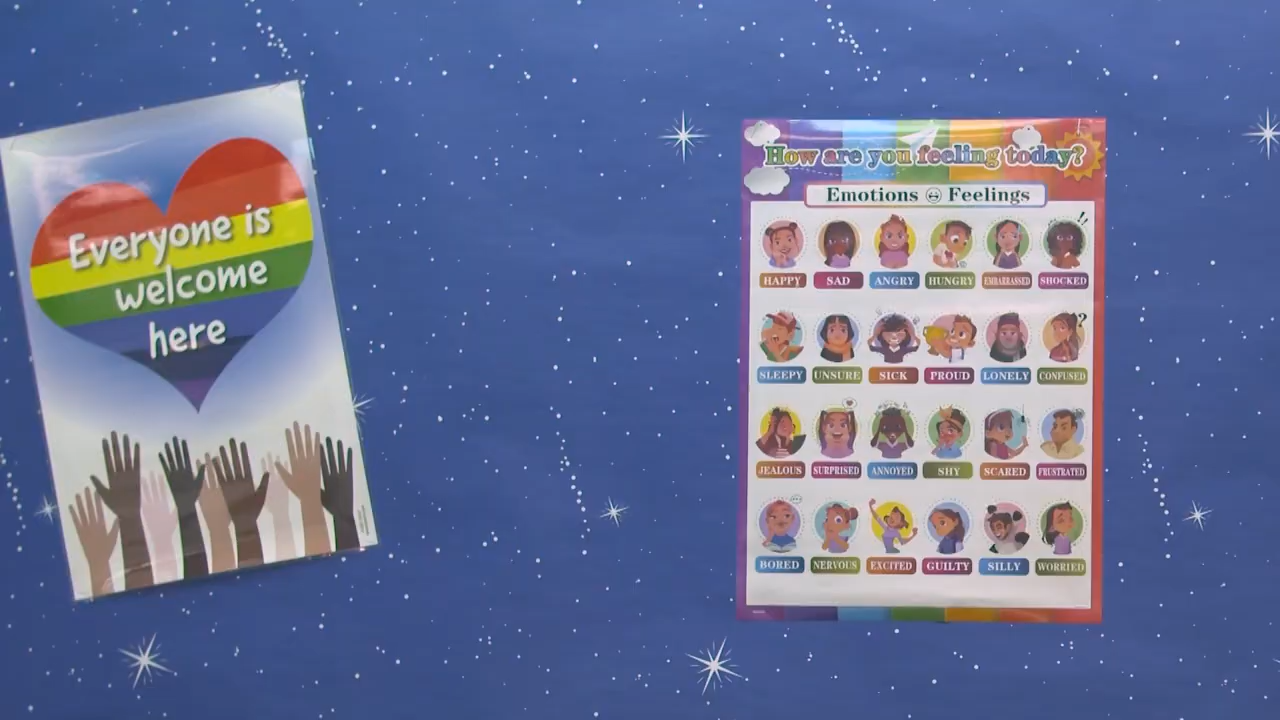 Everyone is
welcome
here
How are you feeling today?
Emotions Feelings
HAPPY SAD ANGRY HUNGRY EMBARRASSED SHOCKED
SLEEPY UNSURE SICK PROUD LONELY CONFUSED
JEALOUS SURPRISED ANNOYED SHY SCARED FRUSTRATED
BORED NERVOUS EXCITED GUILTY SILLY WORRIED